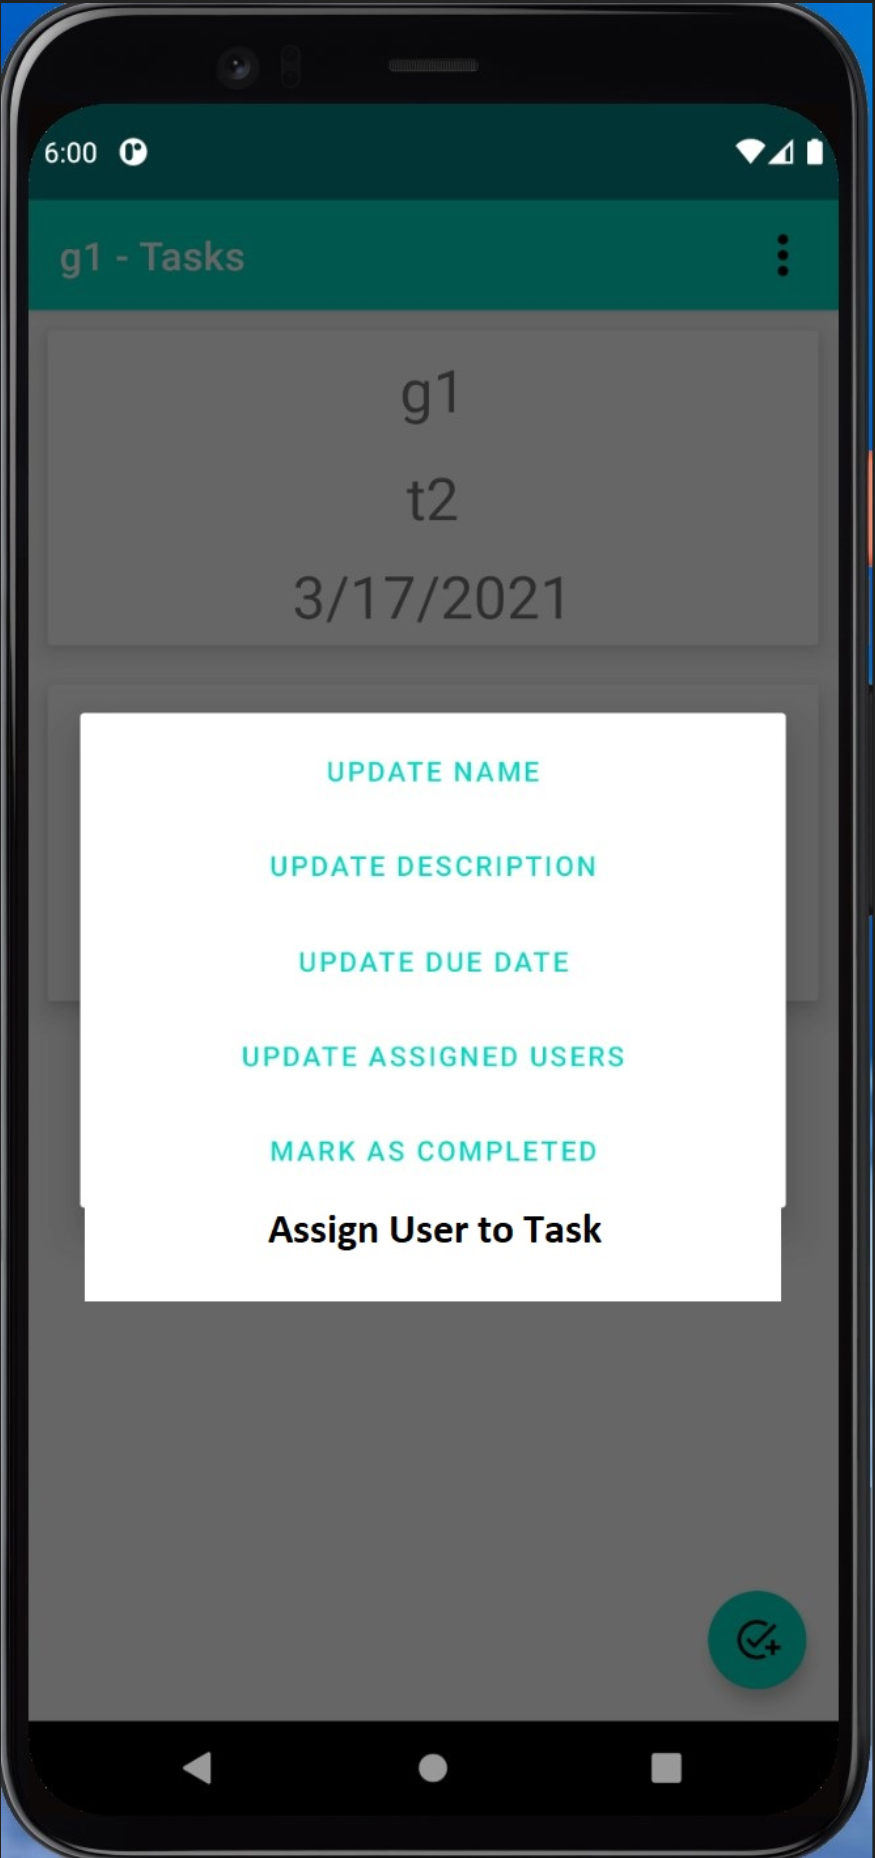 6:00
g1 - Tasks
g1
t2
3/17/2021
UPDATE NAME
UPDATE DESCRIPTION
UPDATE DUE DATE
UPDATE ASSIGNED USERS
MARK AS COMPLETED
Assign User to Task